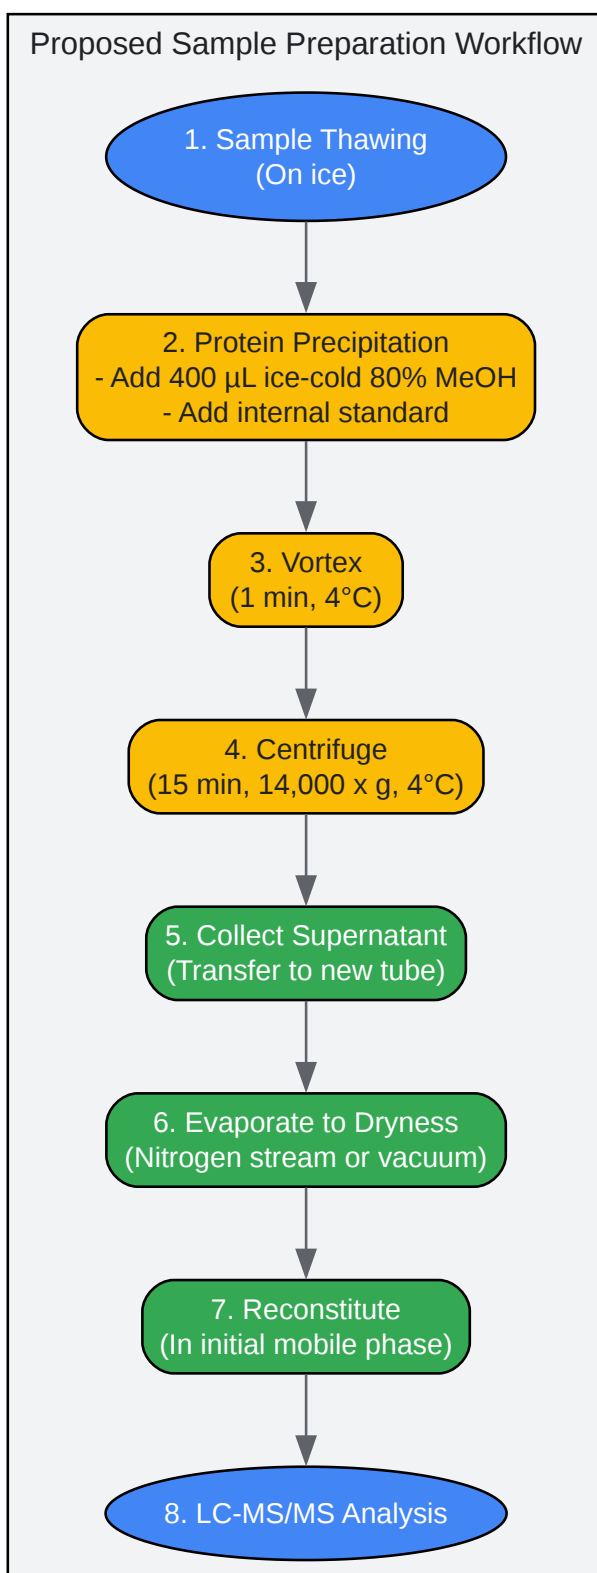 Proposed Sample Preparation Workflow
1. Sample Thawing
(On ice)
2. Protein Precipitation
- Add 400 µL ice-cold 80% MeOH
- Add internal standard
3. Vortex
(1 min, 4°C)
4. Centrifuge
(15 min, 14,000 x g, 4°C)
5. Collect Supernatant
(Transfer to new tube)
6. Evaporate to Dryness
(Nitrogen stream or vacuum)
7. Reconstitute
(In initial mobile phase)
8. LC-MS/MS Analysis